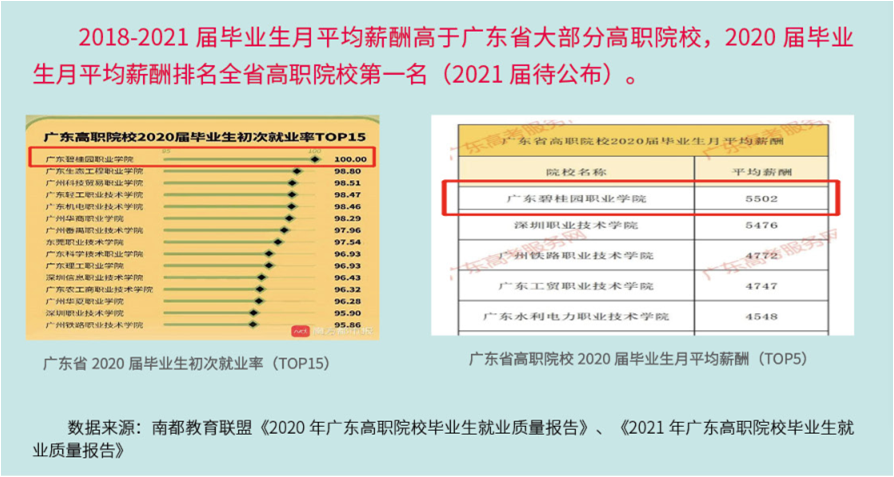 2018-2021 届毕业生月平均薪酬高于广东省大部分高职院校，2020 届毕业
生月平均薪酬排名全省高职院校第一名（2021 届待公布）。
广东高职院校2020届毕业生初次就业率TOP15
100
广东碧桂园职业学院 100.00
广东生态工程职业学院 98.80
广州科技贸易职业学院 98.51
广东轻工职业技术学院 98.47
广东机电职业技术学院 98.46
广州华商职业学院 98.29
广州番禺职业技术学院 97.96
东莞职业技术学院 97.54
广东科学技术职业学院 96.93
广东理工职业学院 96.93
深圳信息职业技术学院 96.43
广东农工商职业技术学院 96.32
广州华夏职业学院 96.28
深圳职业技术学院 95.90
广州铁路职业技术学院 95.86
广东省 2020 届毕业生初次就业率（TOP15）
广东省高职院校2020届毕业生月平均薪酬
院校名称 平均薪酬
广东碧桂园职业学院 5502
深圳职业技术学院 5476
广州铁路职业技术学院 4772
广东工贸职业技术学院 4747
广东水利电力职业技术学院 4548
广东高考服务网
广东高考服务网
广东省高职院校 2020 届毕业生月平均薪酬（TOP5）
数据来源：南都教育联盟《2020 年广东高职院校毕业生就业质量报告》、《2021 年广东高职院校毕业生就
业质量报告》